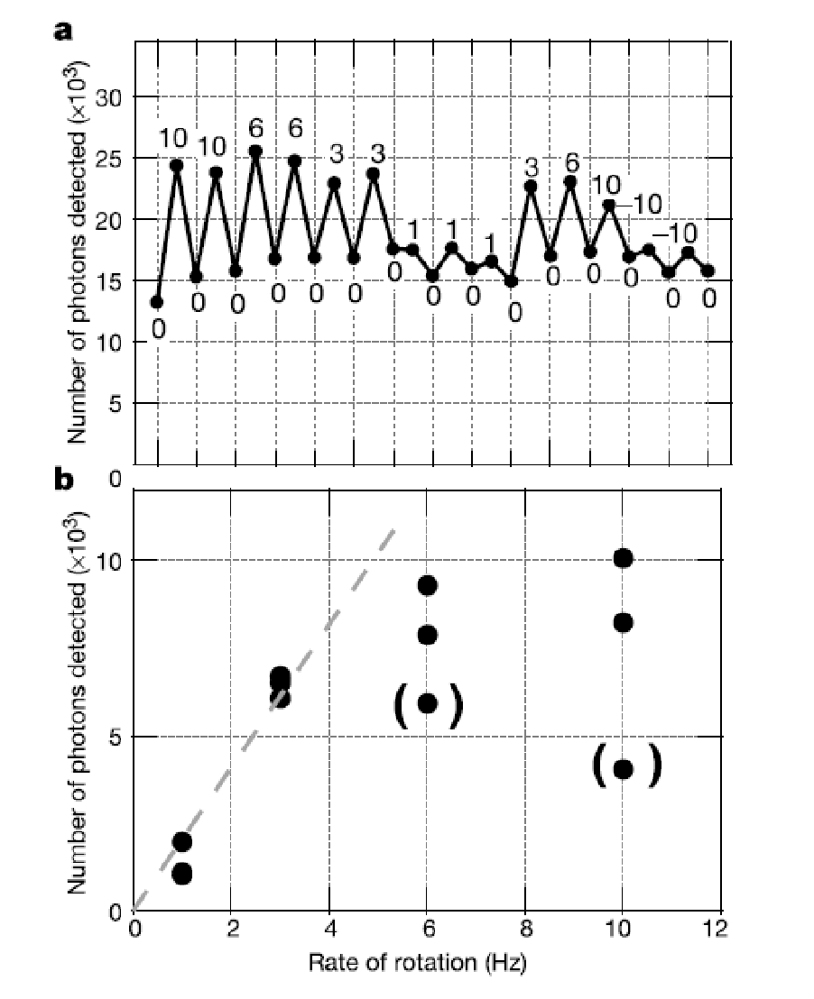 a
Number of photons detected (×10³)
30
25
20
15
10
5
0
10 10 6 6 3 3 1 1 1 3 6 10 –10 –10
0 0 0 0 0 0 0 0 0 0 0 0 0 0 0
b
Number of photons detected (×10³)
10
5
0
( )
( )
0 2 4 6 8 10 12
Rate of rotation (Hz)